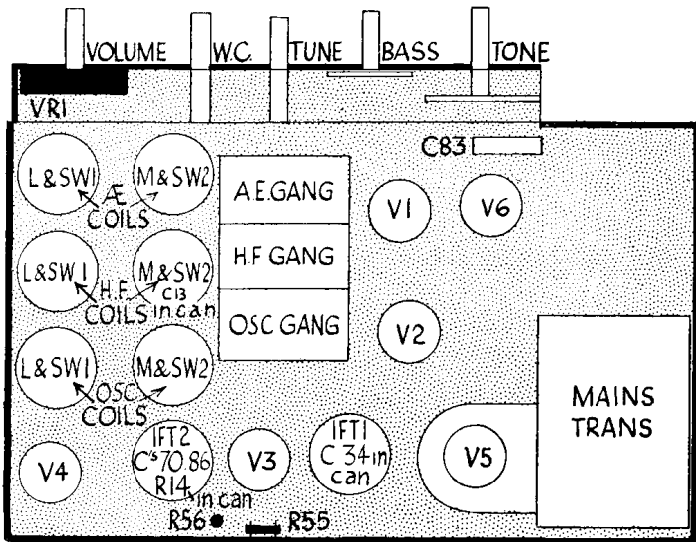 VOLUME W.C. TUNE BASS TONE
VR1
C83
L&SW1 M&SW2
Æ
COILS
A.E.GANG
V1 V6
L&SW1 M&SW2
H.F.
COILS
C13
in can
H.F GANG
OSC GANG
V2
L&SW1 M&SW2
OSC
COILS
MAINS
TRANS
V4
IFT2
C's 70.86
R14
in can
V3
IFT1
C 34 in
can
V5
R56 R55